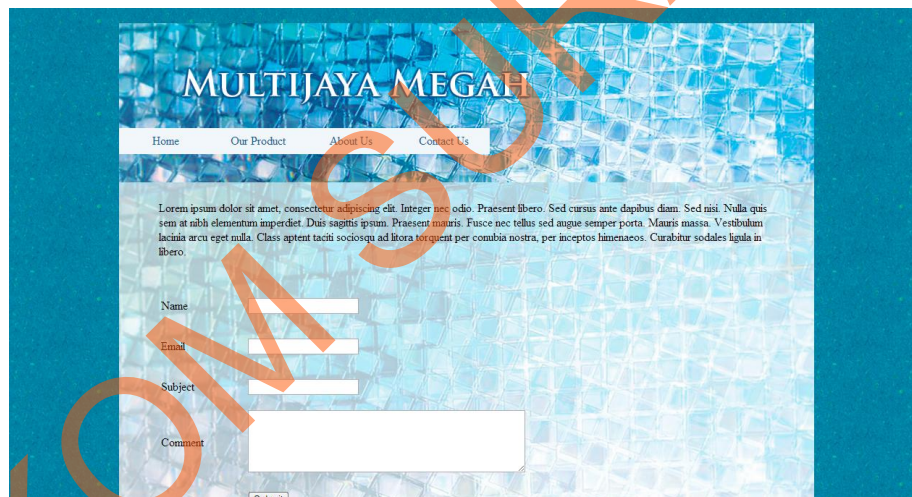 MULTIJAYA MEGAH
Home Our Product About Us Contact Us
Lorem ipsum dolor sit amet, consectetur adipiscing elit. Integer nec odio. Praesent libero. Sed cursus ante dapibus diam. Sed nisi. Nulla quis
sem at nibh elementum imperdiet. Duis sagittis ipsum. Praesent mauris. Fusce nec tellus sed augue semper porta. Mauris massa. Vestibulum
lacinia arcu eget nulla. Class aptent taciti sociosqu ad litora torquent per conubia nostra, per inceptos himenaeos. Curabitur sodales ligula in
libero.
Name
Email
Subject
Comment
Submit
OM SUR